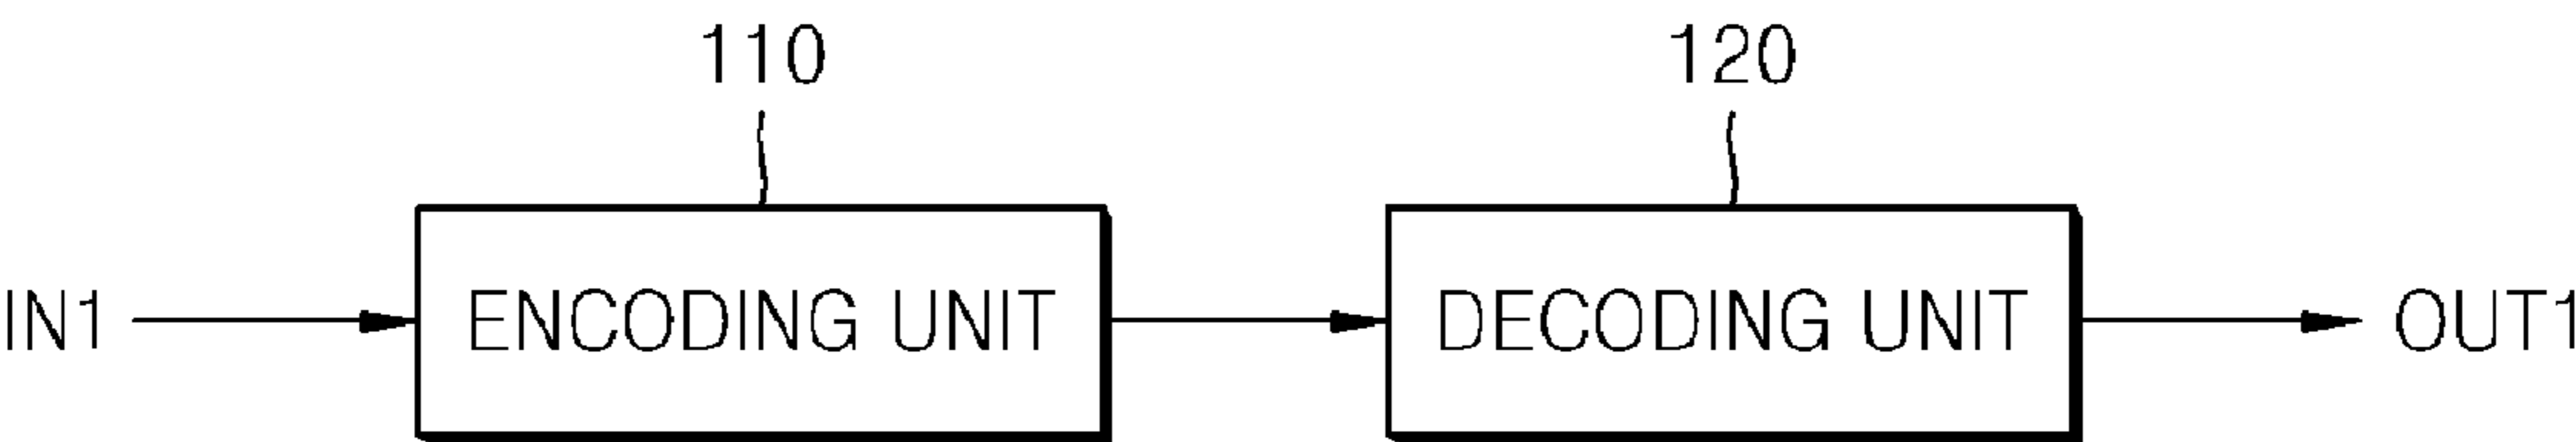 110 120
IN1 ENCODING UNIT DECODING UNIT OUT1